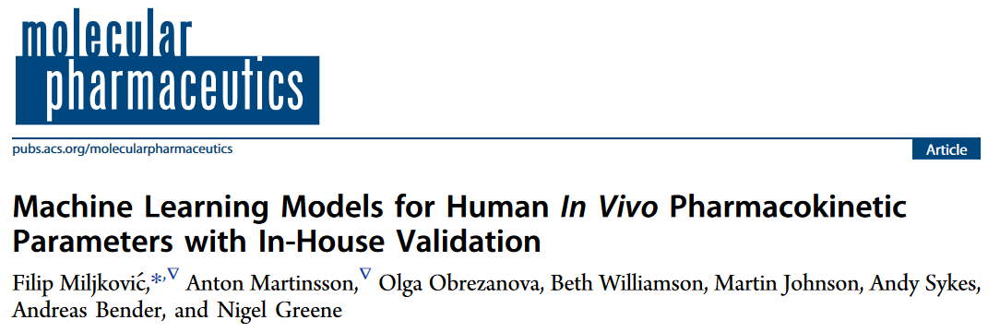 molecular
pharmaceutics
pubs.acs.org/molecularpharmaceutics
Article
Machine Learning Models for Human In Vivo Pharmacokinetic
Parameters with In-House Validation
Filip Miljković,*,∇ Anton Martinsson,∇ Olga Obrezanova, Beth Williamson, Martin Johnson, Andy Sykes,
Andreas Bender, and Nigel Greene